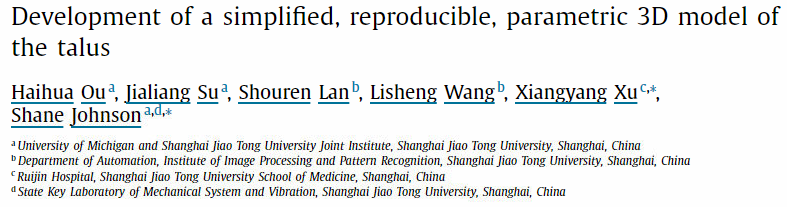 Development of a simplified, reproducible, parametric 3D model of
the talus
Haihua Ou a, Jialiang Su a, Shouren Lan b, Lisheng Wang b, Xiangyang Xu c,*,
Shane Johnson a,d,*
a University of Michigan and Shanghai Jiao Tong University Joint Institute, Shanghai Jiao Tong University, Shanghai, China
b Department of Automation, Institute of Image Processing and Pattern Recognition, Shanghai Jiao Tong University, Shanghai, China
c Ruijin Hospital, Shanghai Jiao Tong University School of Medicine, Shanghai, China
d State Key Laboratory of Mechanical System and Vibration, Shanghai Jiao Tong University, Shanghai, China